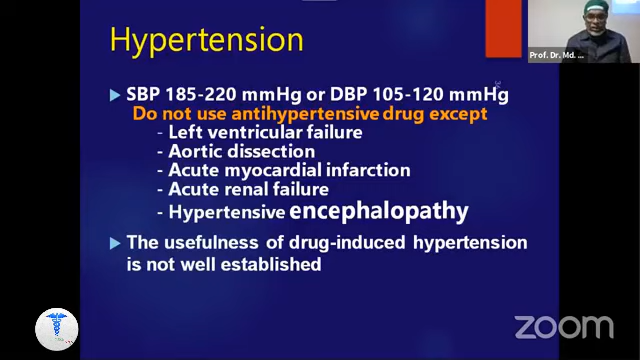 Hypertension
SBP 185-220 mmHg or DBP 105-120 mmHg
Do not use antihypertensive drug except
- Left ventricular failure
- Aortic dissection
- Acute myocardial infarction
- Acute renal failure
- Hypertensive encephalopathy
The usefulness of drug-induced hypertension
is not well established
Prof. Dr. Md. ...
zoom